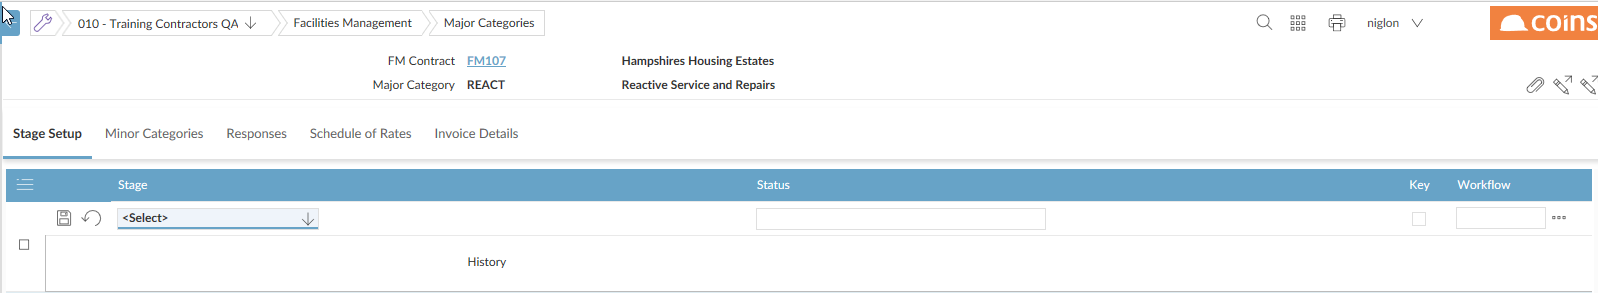 010 - Training Contractors QA Facilities Management Major Categories niglon coins
FM Contract FM107 Hampshires Housing Estates
Major Category REACT Reactive Service and Repairs
Stage Setup Minor Categories Responses Schedule of Rates Invoice Details
Stage Status Key Workflow
<Select>
History